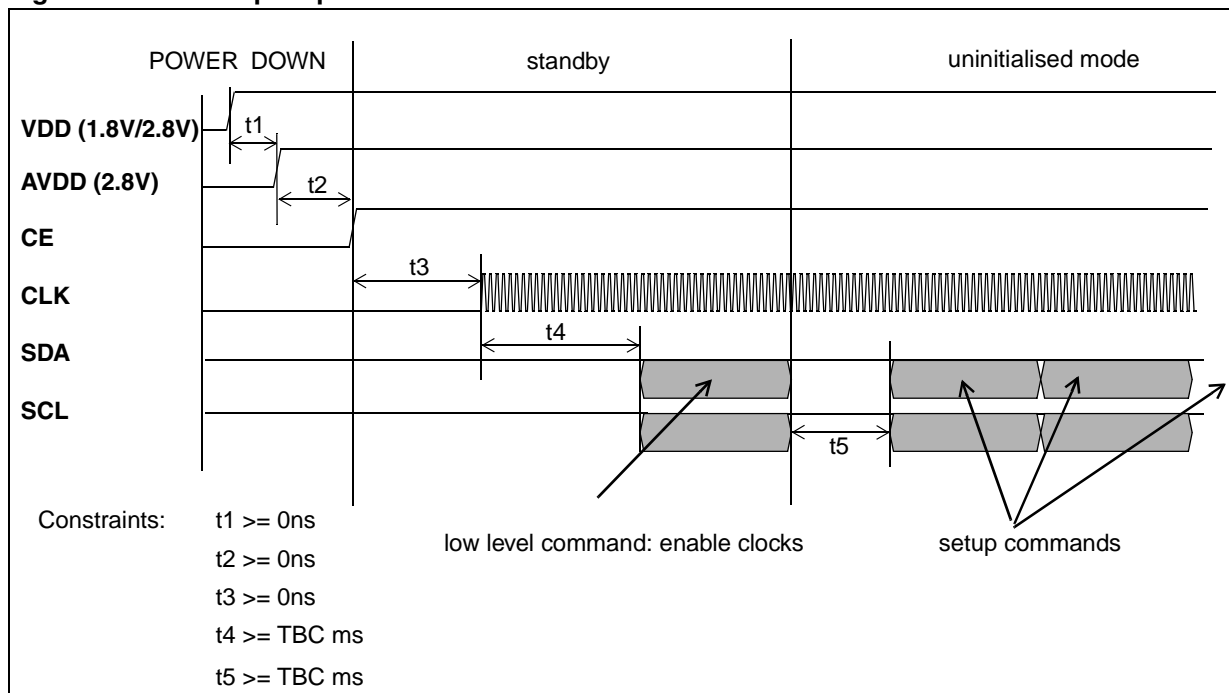 POWER DOWN
standby
uninitialised mode
VDD (1.8V/2.8V)
t1
AVDD (2.8V)
t2
CE
t3
CLK
t4
SDA
SCL
t5
Constraints:
t1 >= 0ns
t2 >= 0ns
t3 >= 0ns
t4 >= TBC ms
t5 >= TBC ms
low level command: enable clocks
setup commands